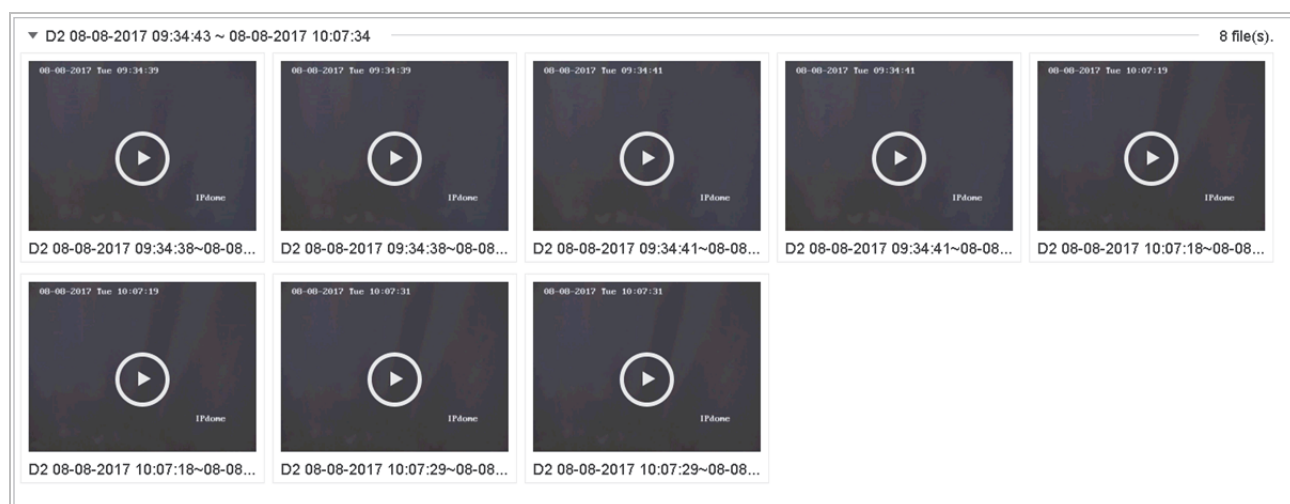 D2 08-08-2017 09:34:43 ~ 08-08-2017 10:07:34 8 file(s).
08-08-2017 Tue 09:34:39
IPdome
D2 08-08-2017 09:34:38~08-08...
08-08-2017 Tue 09:34:39
IPdome
D2 08-08-2017 09:34:38~08-08...
08-08-2017 Tue 09:34:41
IPdome
D2 08-08-2017 09:34:41~08-08...
08-08-2017 Tue 09:34:41
IPdome
D2 08-08-2017 09:34:41~08-08...
08-08-2017 Tue 10:07:19
IPdome
D2 08-08-2017 10:07:18~08-08...
08-08-2017 Tue 10:07:19
IPdome
D2 08-08-2017 10:07:18~08-08...
08-08-2017 Tue 10:07:31
IPdome
D2 08-08-2017 10:07:29~08-08...
08-08-2017 Tue 10:07:31
IPdome
D2 08-08-2017 10:07:29~08-08...